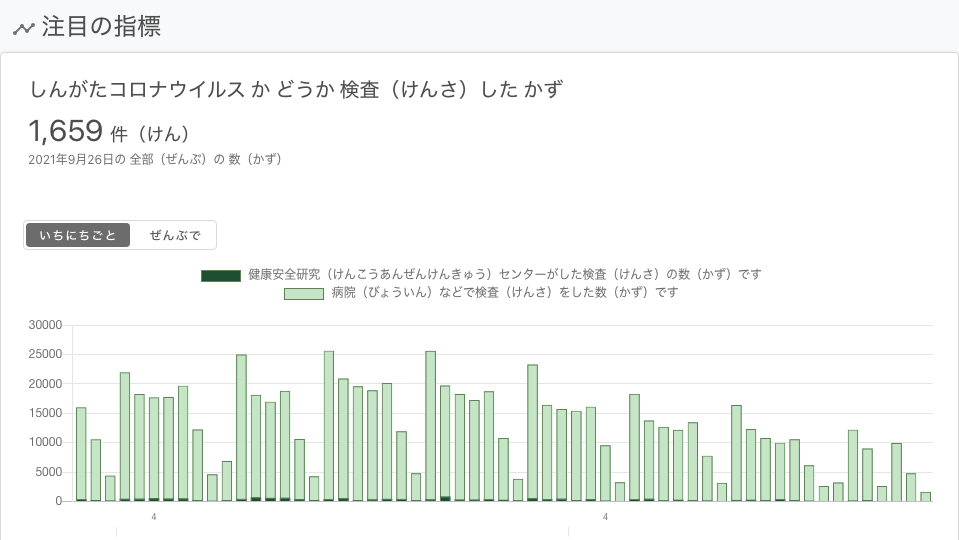 注目の指標
しんがたコロナウイルス か どうか 検査（けんさ）した かず
1,659 件（けん）
2021年9月26日の 全部（ぜんぶ）の 数（かず）
いちにちごと ぜんぶで
健康安全研究（けんこうあんぜんけんきゅう）センターがした検査（けんさ）の数（かず）です
病院（びょういん）などで検査（けんさ）をした数（かず）です
30000
25000
20000
15000
10000
5000
0
4 4